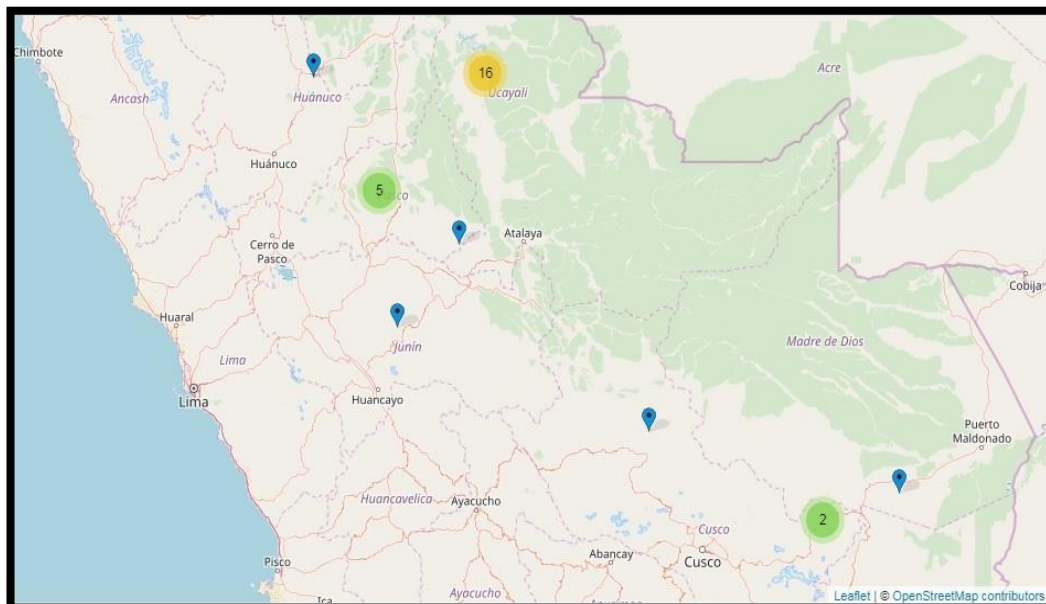 Chimbote
Ancash
Huánuco
16
Ucayali
Acre
Huánuco
5
Atalaya
Cerro de
Pasco
Cobija
Huaral
Junín
Madre de Dios
Lima
Lima
Huancayo
Puerto
Maldonado
Huancavelica
Ayacucho
2
Cusco
Abancay
Cusco
Pisco
Ayacucho
Leaflet | © OpenStreetMap contributors